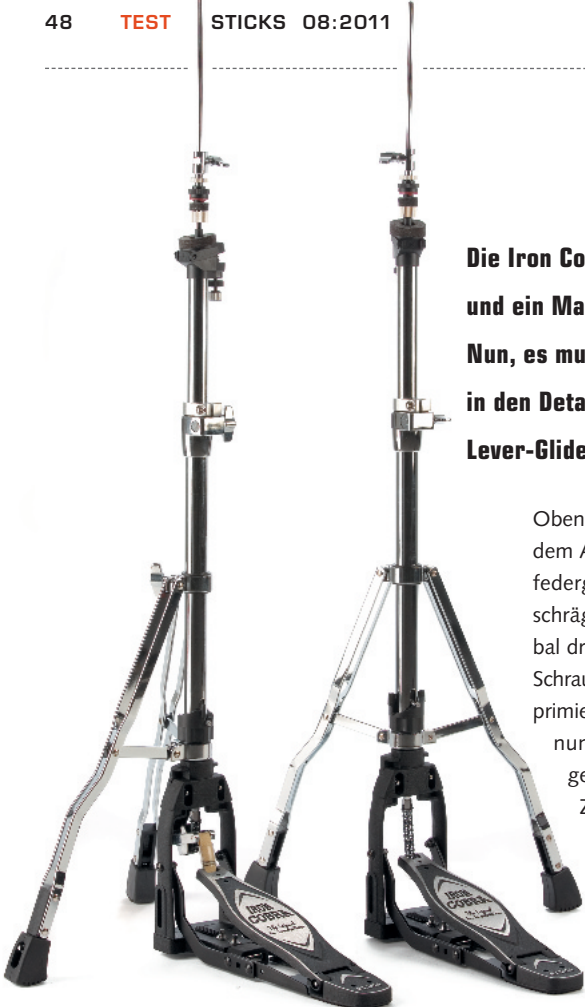 48 TEST STICKS 08:2011
Die Iron Co
und ein Ma
Nun, es mu
in den Deta
Lever-Glide
Oben
dem A
federg
schräg
bal dr
Schrau
primie
nur
ge
Z
IRON
COBRA
IRON
COBRA